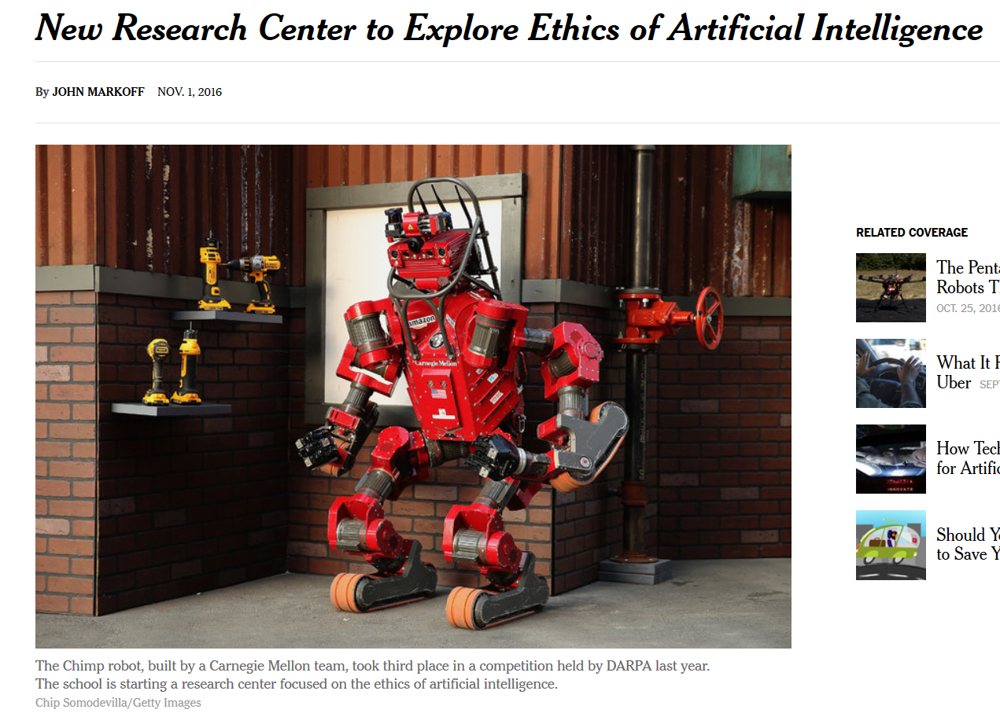 New Research Center to Explore Ethics of Artificial Intelligence
By JOHN MARKOFF NOV. 1, 2016
amazon
Carnegie Mellon
RELATED COVERAGE
The Penta
Robots T
OCT. 25, 2016
What It F
Uber SEPT
How Tech
for Artific
INNOVATE
Should Yo
to Save Y
The Chimp robot, built by a Carnegie Mellon team, took third place in a competition held by DARPA last year.
The school is starting a research center focused on the ethics of artificial intelligence.
Chip Somodevilla/Getty Images